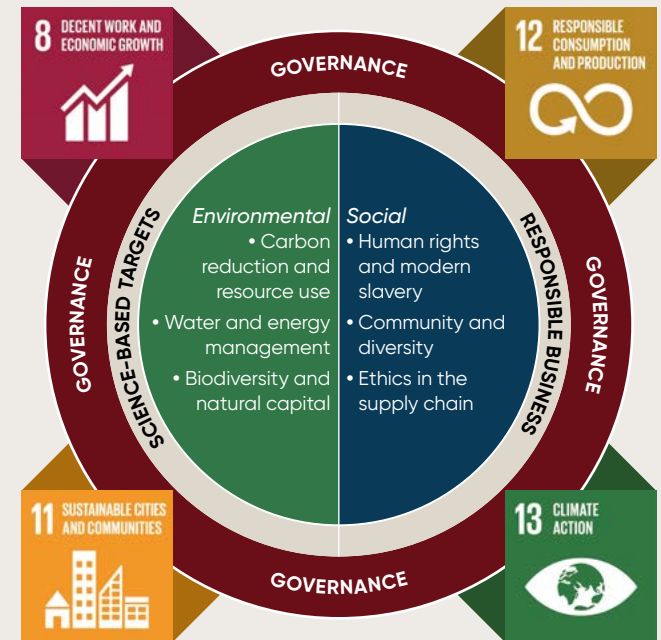 8 DECENT WORK AND
ECONOMIC GROWTH
12 RESPONSIBLE
CONSUMPTION
AND PRODUCTION
GOVERNANCE
GOVERNANCE
SCIENCE-BASED TARGETS
Environmental
• Carbon
reduction and
resource use
• Water and energy
management
• Biodiversity and
natural capital
Social
• Human rights
and modern
slavery
• Community and
diversity
• Ethics in the
supply chain
RESPONSIBLE BUSINESS
GOVERNANCE
11 SUSTAINABLE CITIES
AND COMMUNITIES
13 CLIMATE
ACTION
GOVERNANCE